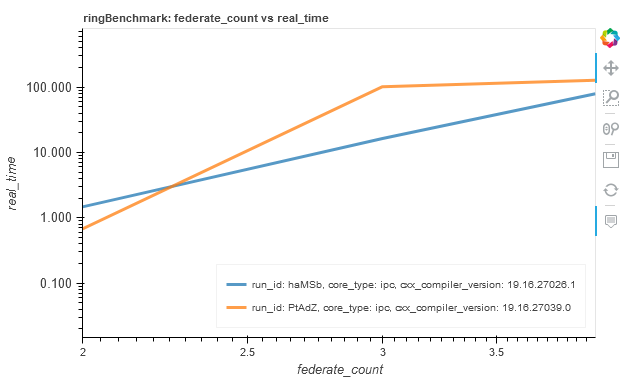 ringBenchmark: federate_count vs real_time
100.000
10.000
1.000
0.100
real_time
run_id: haMSb, core_type: ipc, cxx_compiler_version: 19.16.27026.1
run_id: PtAdZ, core_type: ipc, cxx_compiler_version: 19.16.27039.0
2
2.5
3
3.5
federate_count